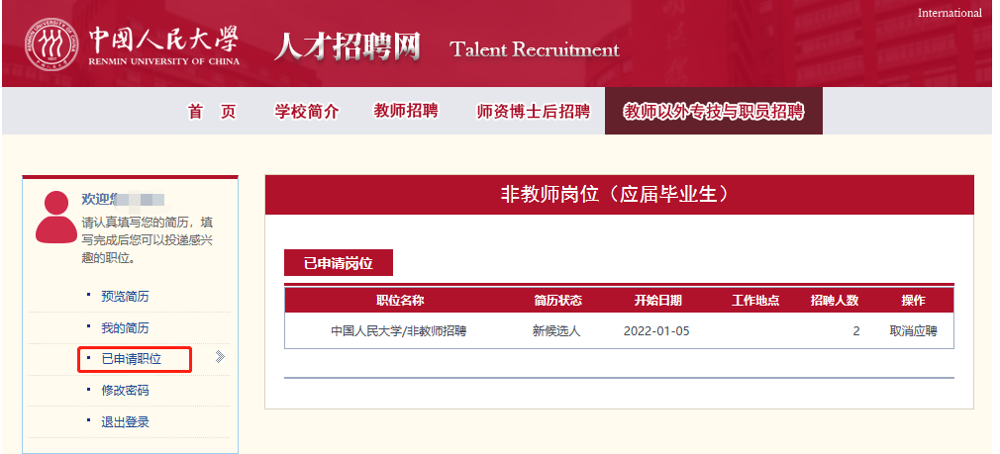 International
中国人民大学
RENMIN UNIVERSITY OF CHINA
人才招聘网 Talent Recruitment
首 页 学校简介 教师招聘 师资博士后招聘 教师以外专技与职员招聘
欢迎您
请认真填写您的简历，填
写完成后您可以投递感兴
趣的职位。
预览简历
我的简历
已申请职位
修改密码
退出登录
非教师岗位（应届毕业生）
已申请岗位
职位名称 简历状态 开始日期 工作地点 招聘人数 操作
中国人民大学/非教师招聘 新候选人 2022-01-05 2 取消应聘